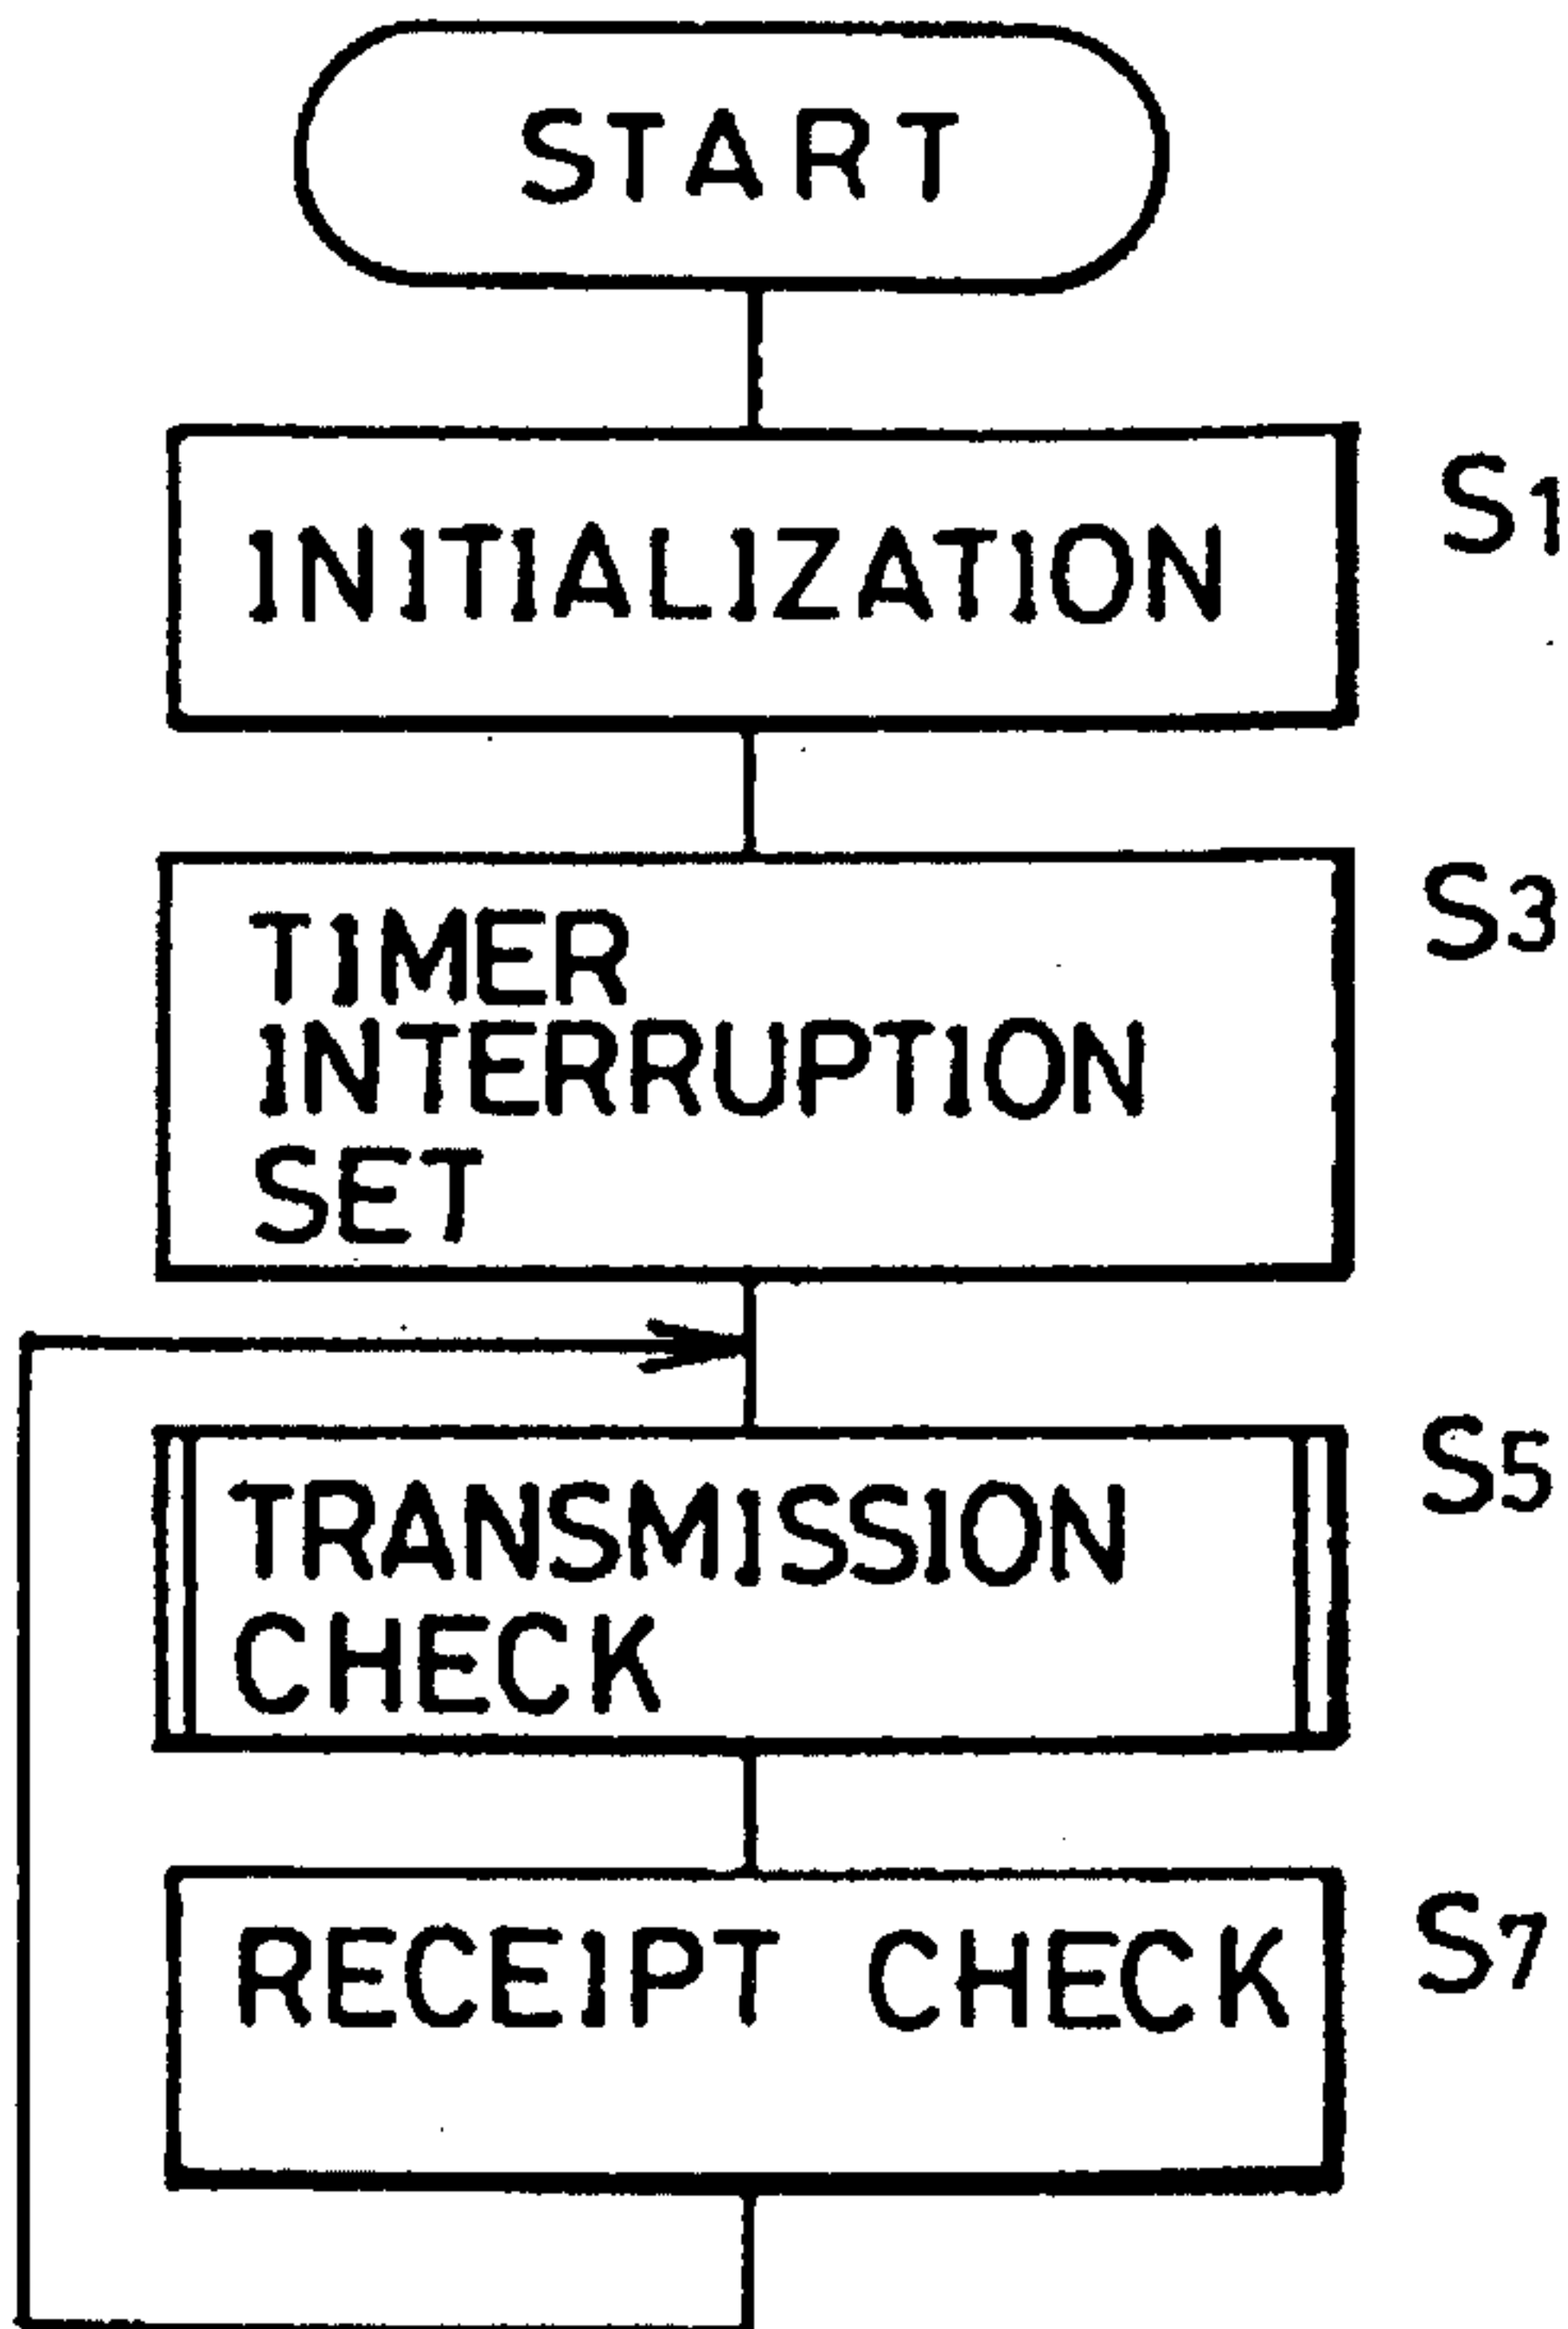 START
INITIALIZATION
S1
TIMER
INTERRUPTION
SET
S3
TRANSMISSION
CHECK
S5
RECEIPT CHECK
S7